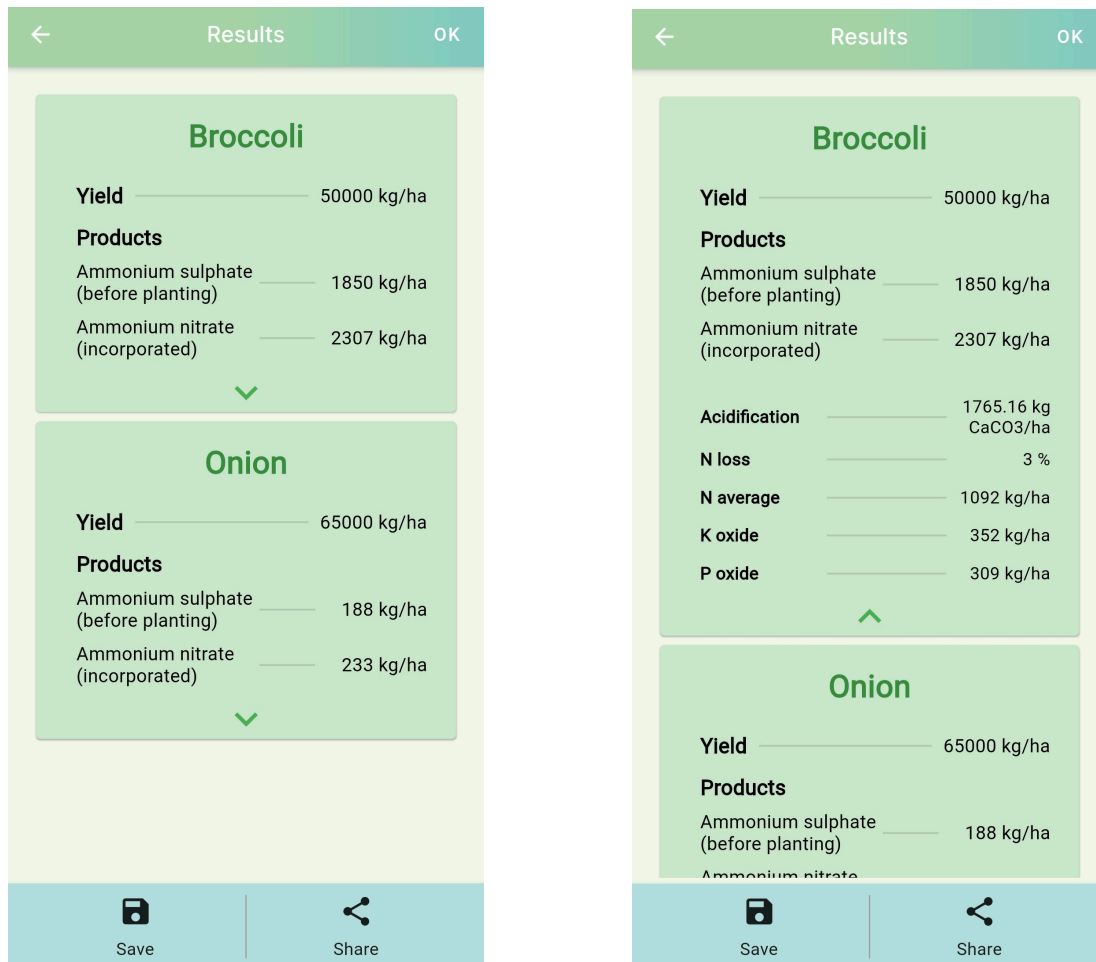 Results
OK
Broccoli
Yield 50000 kg/ha
Products
Ammonium sulphate
(before planting)
1850 kg/ha
Ammonium nitrate
(incorporated)
2307 kg/ha
Onion
Yield 65000 kg/ha
Products
Ammonium sulphate
(before planting)
188 kg/ha
Ammonium nitrate
(incorporated)
233 kg/ha
Save
Share
Results
OK
Broccoli
Yield 50000 kg/ha
Products
Ammonium sulphate
(before planting)
1850 kg/ha
Ammonium nitrate
(incorporated)
2307 kg/ha
Acidification
1765.16 kg
CaCO3/ha
N loss 3 %
N average 1092 kg/ha
K oxide 352 kg/ha
P oxide 309 kg/ha
Onion
Yield 65000 kg/ha
Products
Ammonium sulphate
(before planting)
188 kg/ha
Ammonium nitrate
Save
Share